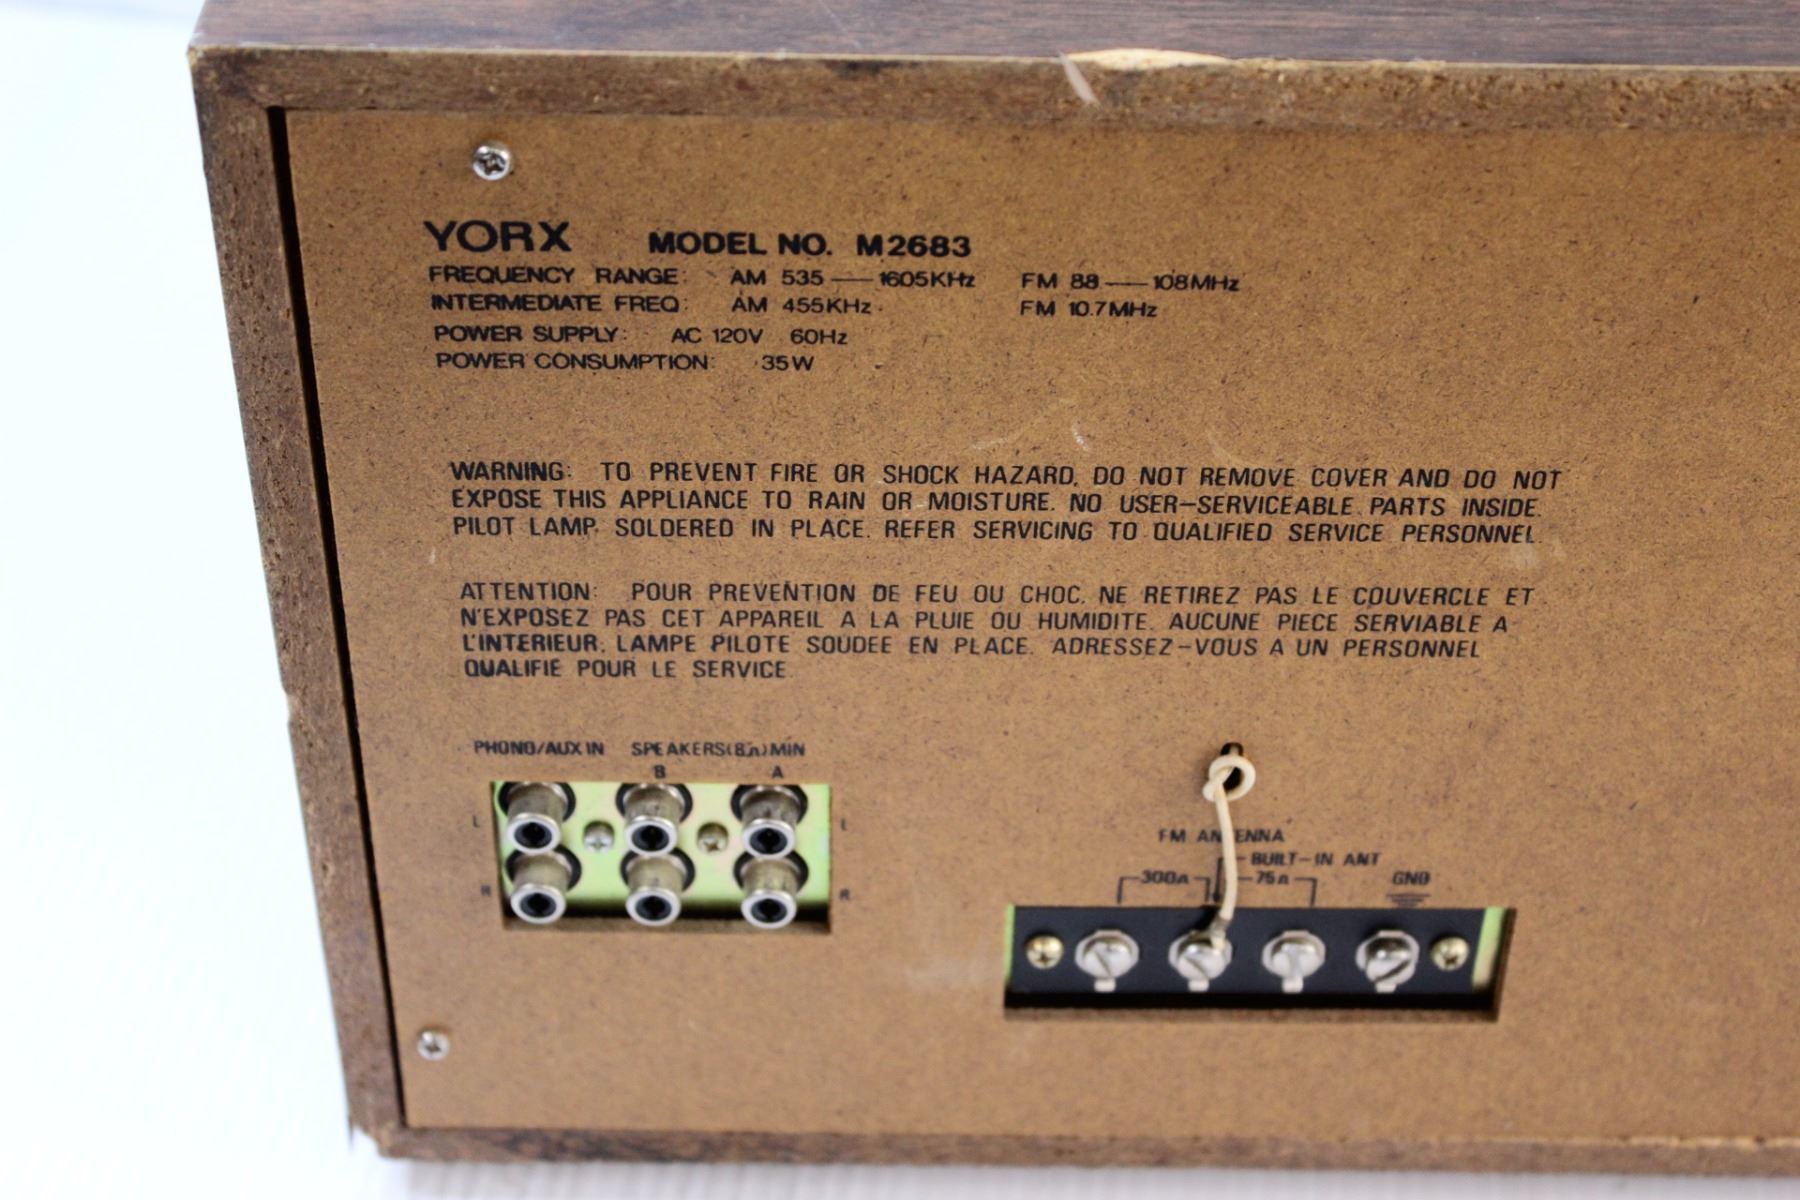 YORX MODEL NO. M2683
FREQUENCY RANGE: AM 535 — 1605KHz FM 88 — 108MHz
INTERMEDIATE FREQ: AM 455KHz FM 10.7MHz
POWER SUPPLY: AC 120V 60Hz
POWER CONSUMPTION: 35W
WARNING: TO PREVENT FIRE OR SHOCK HAZARD, DO NOT REMOVE COVER AND DO NOT
EXPOSE THIS APPLIANCE TO RAIN OR MOISTURE. NO USER-SERVICEABLE PARTS INSIDE.
PILOT LAMP. SOLDERED IN PLACE. REFER SERVICING TO QUALIFIED SERVICE PERSONNEL.
ATTENTION: POUR PREVENTION DE FEU OU CHOC, NE RETIREZ PAS LE COUVERCLE ET
N'EXPOSEZ PAS CET APPAREIL A LA PLUIE OU HUMIDITE. AUCUNE PIECE SERVIABLE A
L'INTERIEUR. LAMPE PILOTE SOUDEE EN PLACE. ADRESSEZ-VOUS A UN PERSONNEL
QUALIFIE POUR LE SERVICE.
PHONO/AUX IN SPEAKERS (8Ω) MIN
B A
L L
R R
FM ANTENNA
BUILT-IN ANT
300Ω 75Ω GND